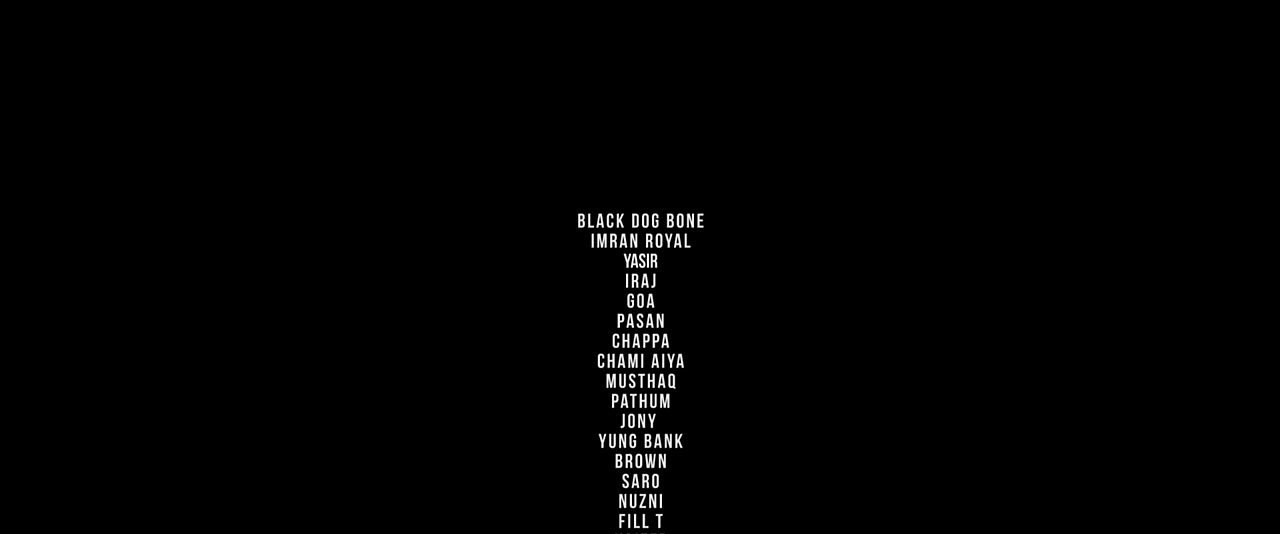 BLACK DOG BONE
IMRAN ROYAL
YASIR
IRAJ
GOA
PASAN
CHAPPA
CHAMI AIYA
MUSTHAQ
PATHUM
JONY
YUNG BANK
BROWN
SARO
NUZNI
FILL T